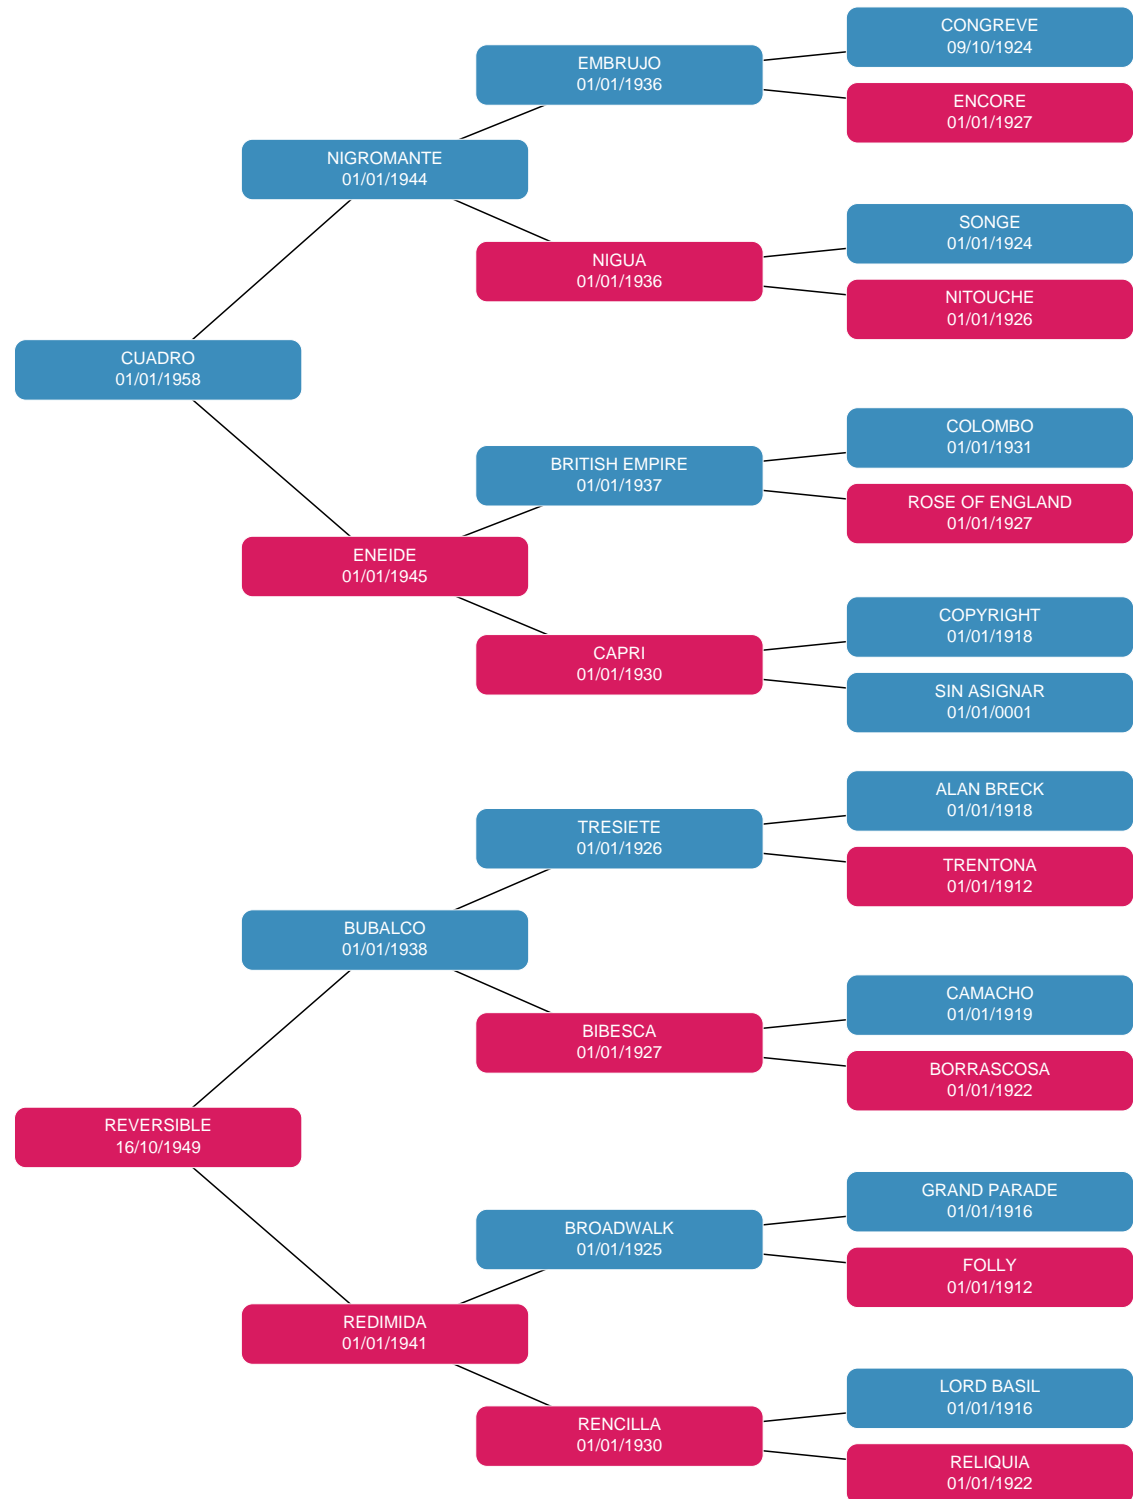 CONGREVE
09/10/1924
EMBRUJO
01/01/1936
ENCORE
01/01/1927
NIGROMANTE
01/01/1944
SONGE
01/01/1924
NIGUA
01/01/1936
NITOUCHE
01/01/1926
CUADRO
01/01/1958
COLOMBO
01/01/1931
BRITISH EMPIRE
01/01/1937
ROSE OF ENGLAND
01/01/1927
ENEIDE
01/01/1945
COPYRIGHT
01/01/1918
CAPRI
01/01/1930
SIN ASIGNAR
01/01/0001
ALAN BRECK
01/01/1918
TRESIETE
01/01/1926
TRENTONA
01/01/1912
BUBALCO
01/01/1938
CAMACHO
01/01/1919
BIBESCA
01/01/1927
BORRASCOSA
01/01/1922
REVERSIBLE
16/10/1949
GRAND PARADE
01/01/1916
BROADWALK
01/01/1925
FOLLY
01/01/1912
REDIMIDA
01/01/1941
LORD BASIL
01/01/1916
RENCILLA
01/01/1930
RELIQUIA
01/01/1922